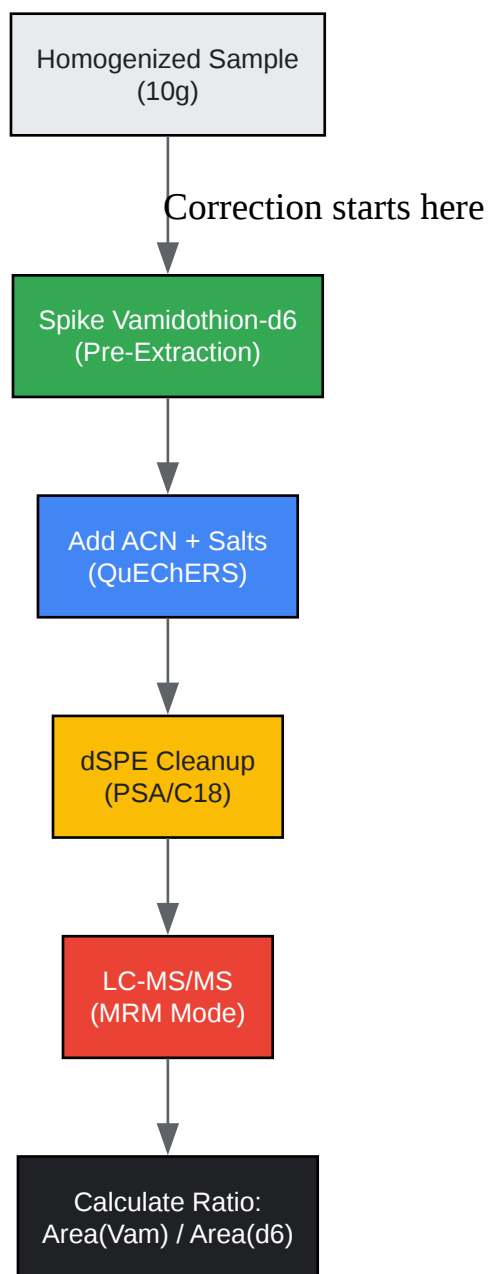 Homogenized Sample
(10g)
Correction starts here
Spike Vamidothion-d6
(Pre-Extraction)
Add ACN + Salts
(QuEChERS)
dSPE Cleanup
(PSA/C18)
LC-MS/MS
(MRM Mode)
Calculate Ratio:
Area(Vam) / Area(d6)